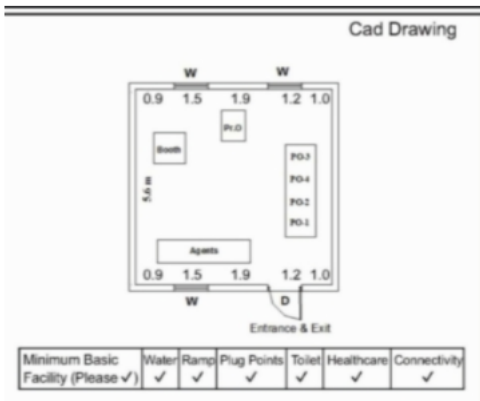 Cad Drawing
W W
0.9 1.5 1.9 1.2 1.0
Pr.O
Booth
PO-3
5.6 m
PO-4
PO-2
PO-1
Agents
0.9 1.5 1.9 1.2 1.0
W D
Entrance & Exit
Minimum Basic Facility (Please ✓) Water Ramp Plug Points Toilet Healthcare Connectivity
✓ ✓ ✓ ✓ ✓ ✓